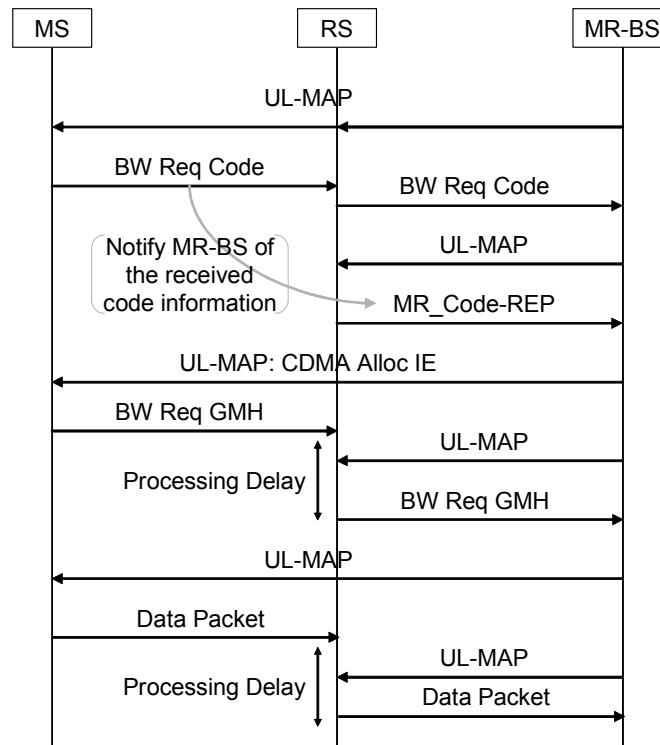 MS
RS
MR-BS
UL-MAP
BW Req Code
BW Req Code
Notify MR-BS of
the received
code information
UL-MAP
MR_Code-REP
UL-MAP: CDMA Alloc IE
BW Req GMH
UL-MAP
Processing Delay
BW Req GMH
UL-MAP
Data Packet
UL-MAP
Processing Delay
Data Packet